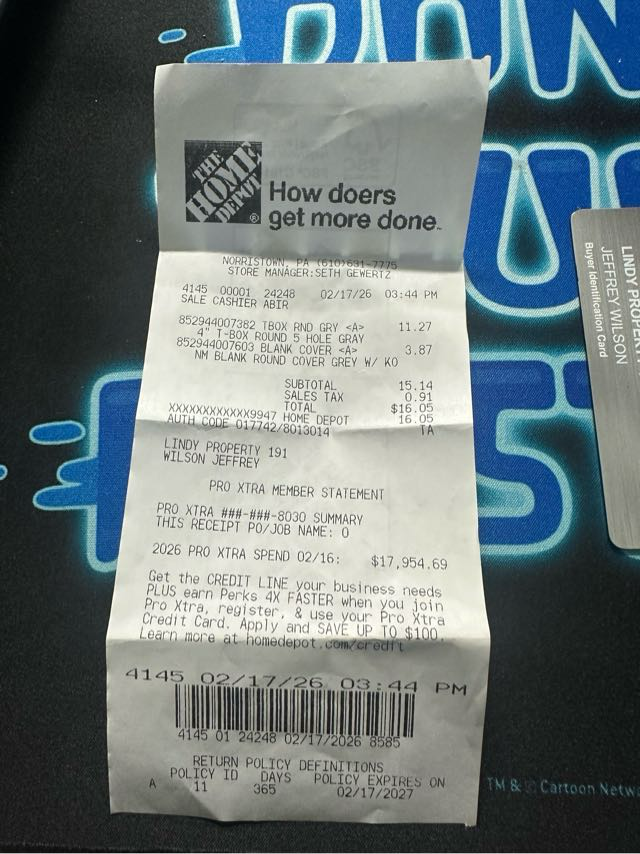 THE
HOME
DEPOT
®
How doers
get more done.
NORRISTOWN, PA (610)631-7775
STORE MANAGER:SETH GEWERTZ
4145 00001 24248 02/17/26 03:44 PM
SALE CASHIER ABIR
852944007382 TBOX RND GRY <A> 11.27
4" T-BOX ROUND 5 HOLE GRAY
852944007603 BLANK COVER <A> 3.87
NM BLANK ROUND COVER GREY W/ KO
SUBTOTAL 15.14
SALES TAX 0.91
TOTAL $16.05
XXXXXXXXXXXX9947 HOME DEPOT 16.05
AUTH CODE 017742/8013014 TA
LINDY PROPERTY 191
WILSON JEFFREY
PRO XTRA MEMBER STATEMENT
PRO XTRA ###-###-8030 SUMMARY
THIS RECEIPT PO/JOB NAME: 0
2026 PRO XTRA SPEND 02/16: $17,954.69
Get the CREDIT LINE your business needs
PLUS earn Perks 4X FASTER when you join
Pro Xtra, register, & use your Pro Xtra
Credit Card. Apply and SAVE UP TO $100.
Learn more at homedepot.com/credit
4145 02/17/26 03:44 PM
4145 01 24248 02/17/2026 8585
RETURN POLICY DEFINITIONS
POLICY ID DAYS POLICY EXPIRES ON
A 11 365 02/17/2027
JEFFREY WILSON
Buyer Identification Card
TM & © Cartoon